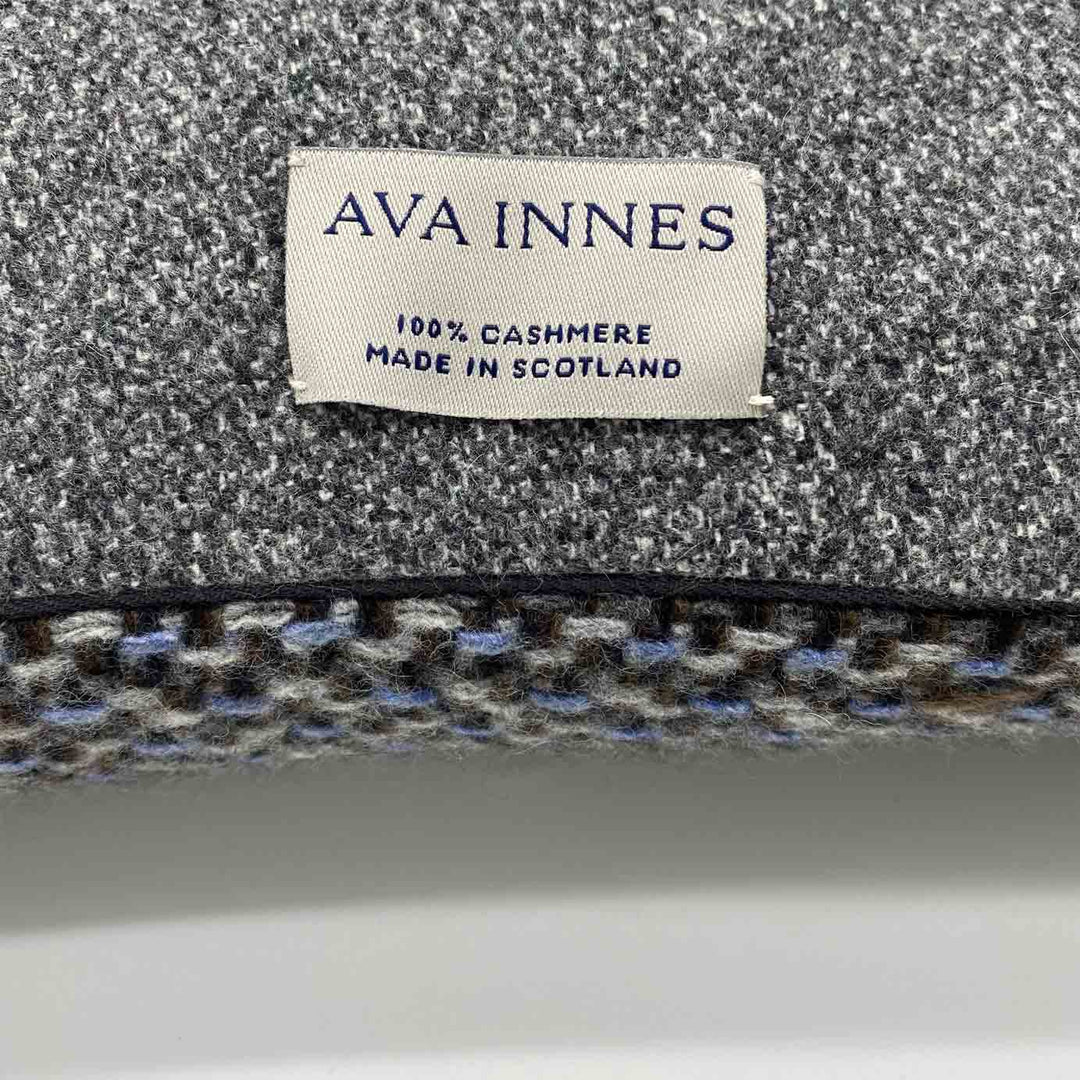 AVA INNES
100% CASHMERE
MADE IN SCOTLAND